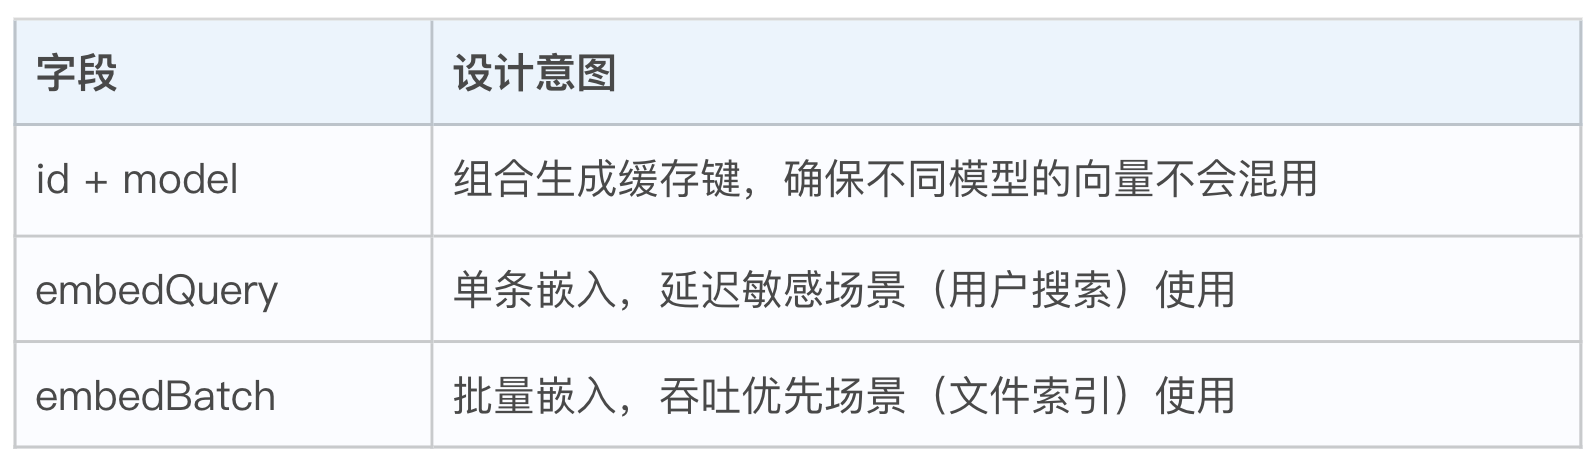 字段
设计意图
id + model
组合生成缓存键，确保不同模型的向量不会混用
embedQuery
单条嵌入，延迟敏感场景（用户搜索）使用
embedBatch
批量嵌入，吞吐优先场景（文件索引）使用